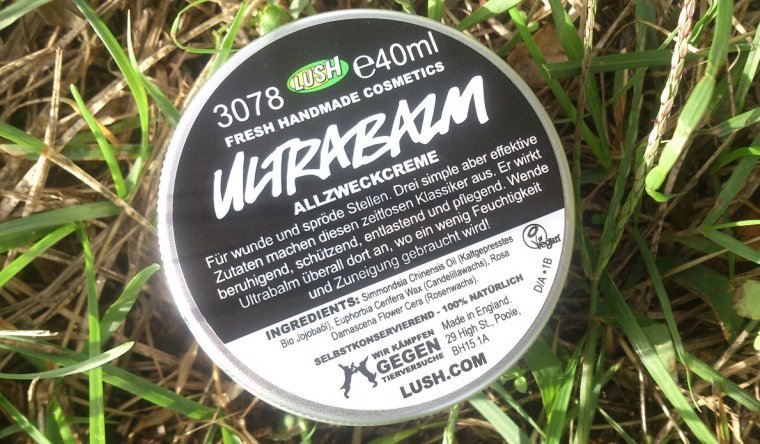 3078 LUSH e40ml
FRESH HANDMADE COSMETICS
ULTRABALM
ALLZWECKCREME
Für wunde und spröde Stellen. Drei simple aber effektive
Zutaten machen diesen zeitlosen Klassiker aus. Er wirkt
beruhigend, schützend, entlastend und pflegend. Wende
Ultrabalm überall dort an, wo ein wenig Feuchtigkeit
und Zuneigung gebraucht wird!
Vegan
INGREDIENTS: Simmondsia Chinensis Oil (Kaltgepresstes
Bio Jojobaöl), Euphorbia Cerifera Wax (Candelillawachs), Rosa
Damascena Flower Cera (Rosenwachs).
D/A •1B
SELBSTKONSERVIEREND - 100% NATÜRLICH
WIR KÄMPFEN
GEGEN
TIERVERSUCHE
Made in England.
29 High St., Poole,
BH15 1A
LUSH.COM